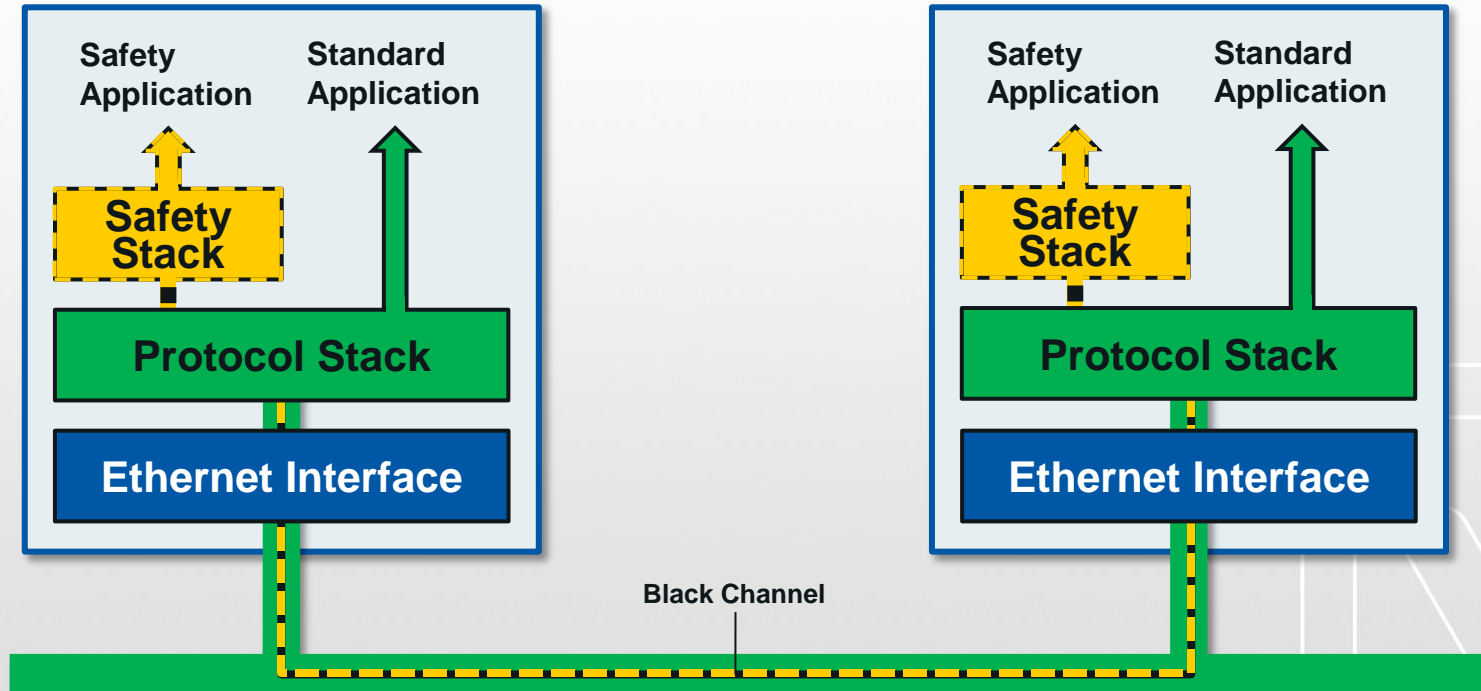 Safety
Application
Standard
Application
Safety
Stack
Protocol Stack
Ethernet Interface
Safety
Application
Standard
Application
Safety
Stack
Protocol Stack
Ethernet Interface
Black Channel